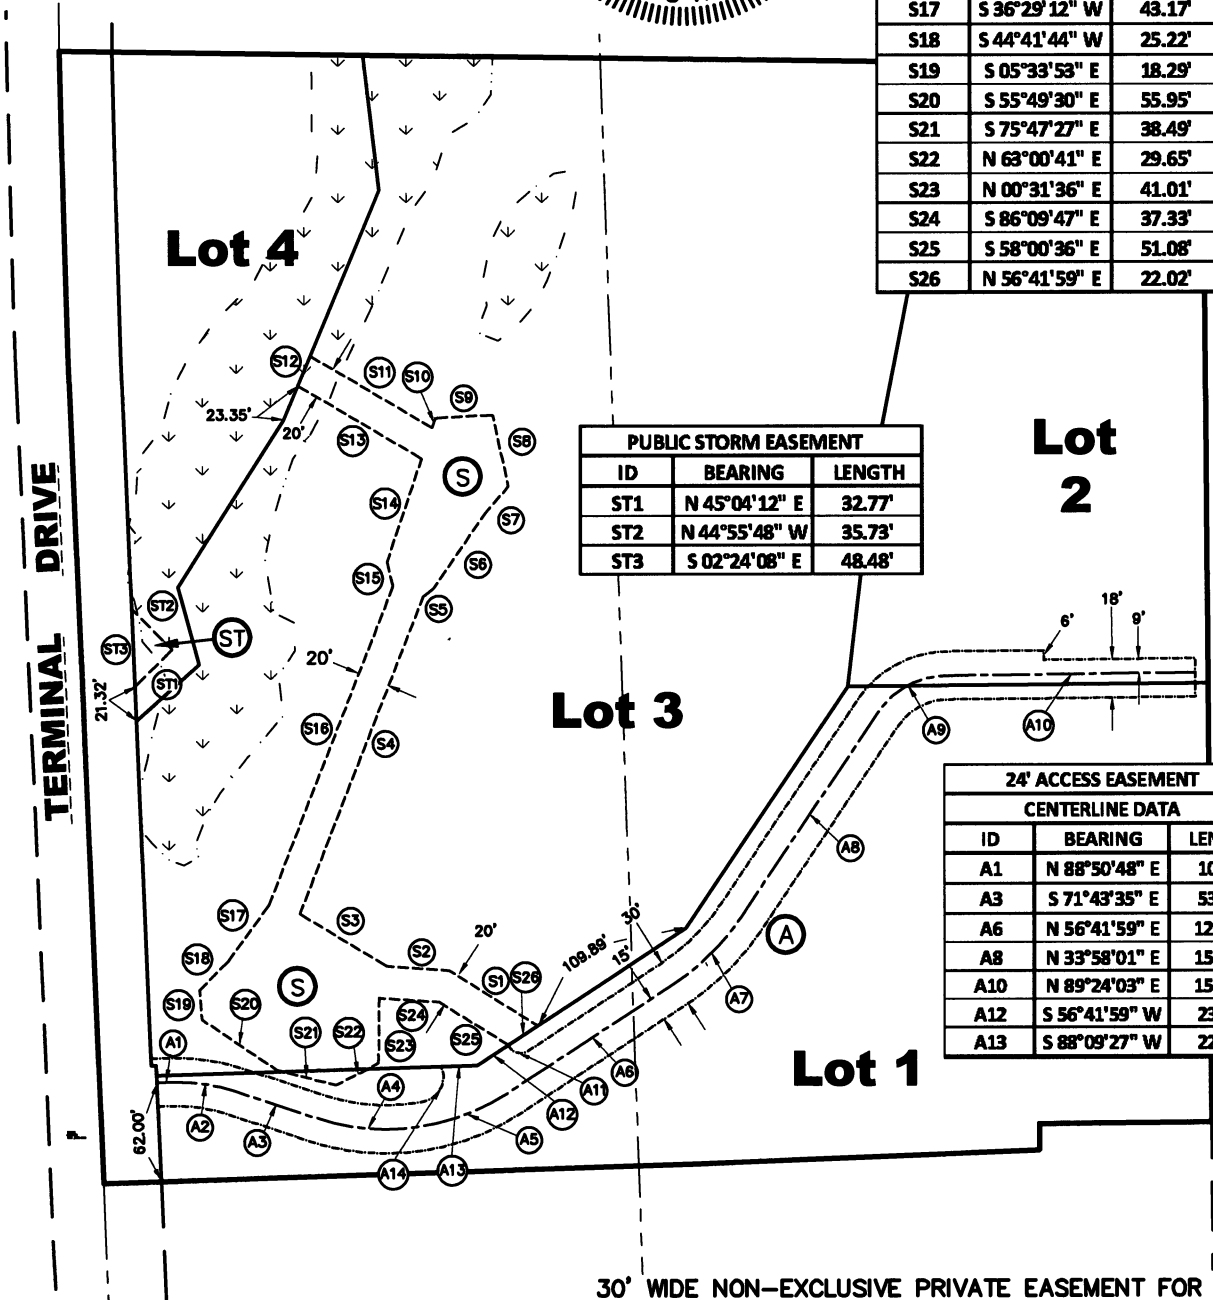 S17 S 36°29'12" W 43.17'
S18 S 44°41'44" W 25.22'
S19 S 05°33'53" E 18.29'
S20 S 55°49'30" E 55.95'
S21 S 75°47'27" E 38.49'
S22 N 63°00'41" E 29.65'
S23 N 00°31'36" E 41.01'
S24 S 86°09'47" E 37.33'
S25 S 58°00'36" E 51.08'
S26 N 56°41'59" E 22.02'
Lot 4
S12
S11
S10
S9
23.35'
20'
S13
S8
S
S14
S7
S6
S15
S5
PUBLIC STORM EASEMENT
ID BEARING LENGTH
ST1 N 45°04'12" E 32.77'
ST2 N 44°55'48" W 35.73'
ST3 S 02°24'08" E 48.48'
Lot
2
TERMINAL DRIVE
ST2
ST
ST3
ST1
21.32'
20'
S16
S4
Lot 3
6'
18'
9'
A9
A10
A8
24' ACCESS EASEMENT
CENTERLINE DATA
ID BEARING LEN
A1 N 88°50'48" E 10
A3 S 71°43'35" E 53
A6 N 56°41'59" E 12
A8 N 33°58'01" E 15
A10 N 89°24'03" E 15
A12 S 56°41'59" W 23
A13 S 88°09'27" W 22
S17
S3
S2
20'
S18
S1
S26
109.89'
15'
30'
A
S
S19
S20
S21
S22
S23
S24
S25
A7
A1
A2
A3
A4
A6
A11
A12
A5
A14
A13
62.00'
Lot 1
30' WIDE NON-EXCLUSIVE PRIVATE EASEMENT FOR